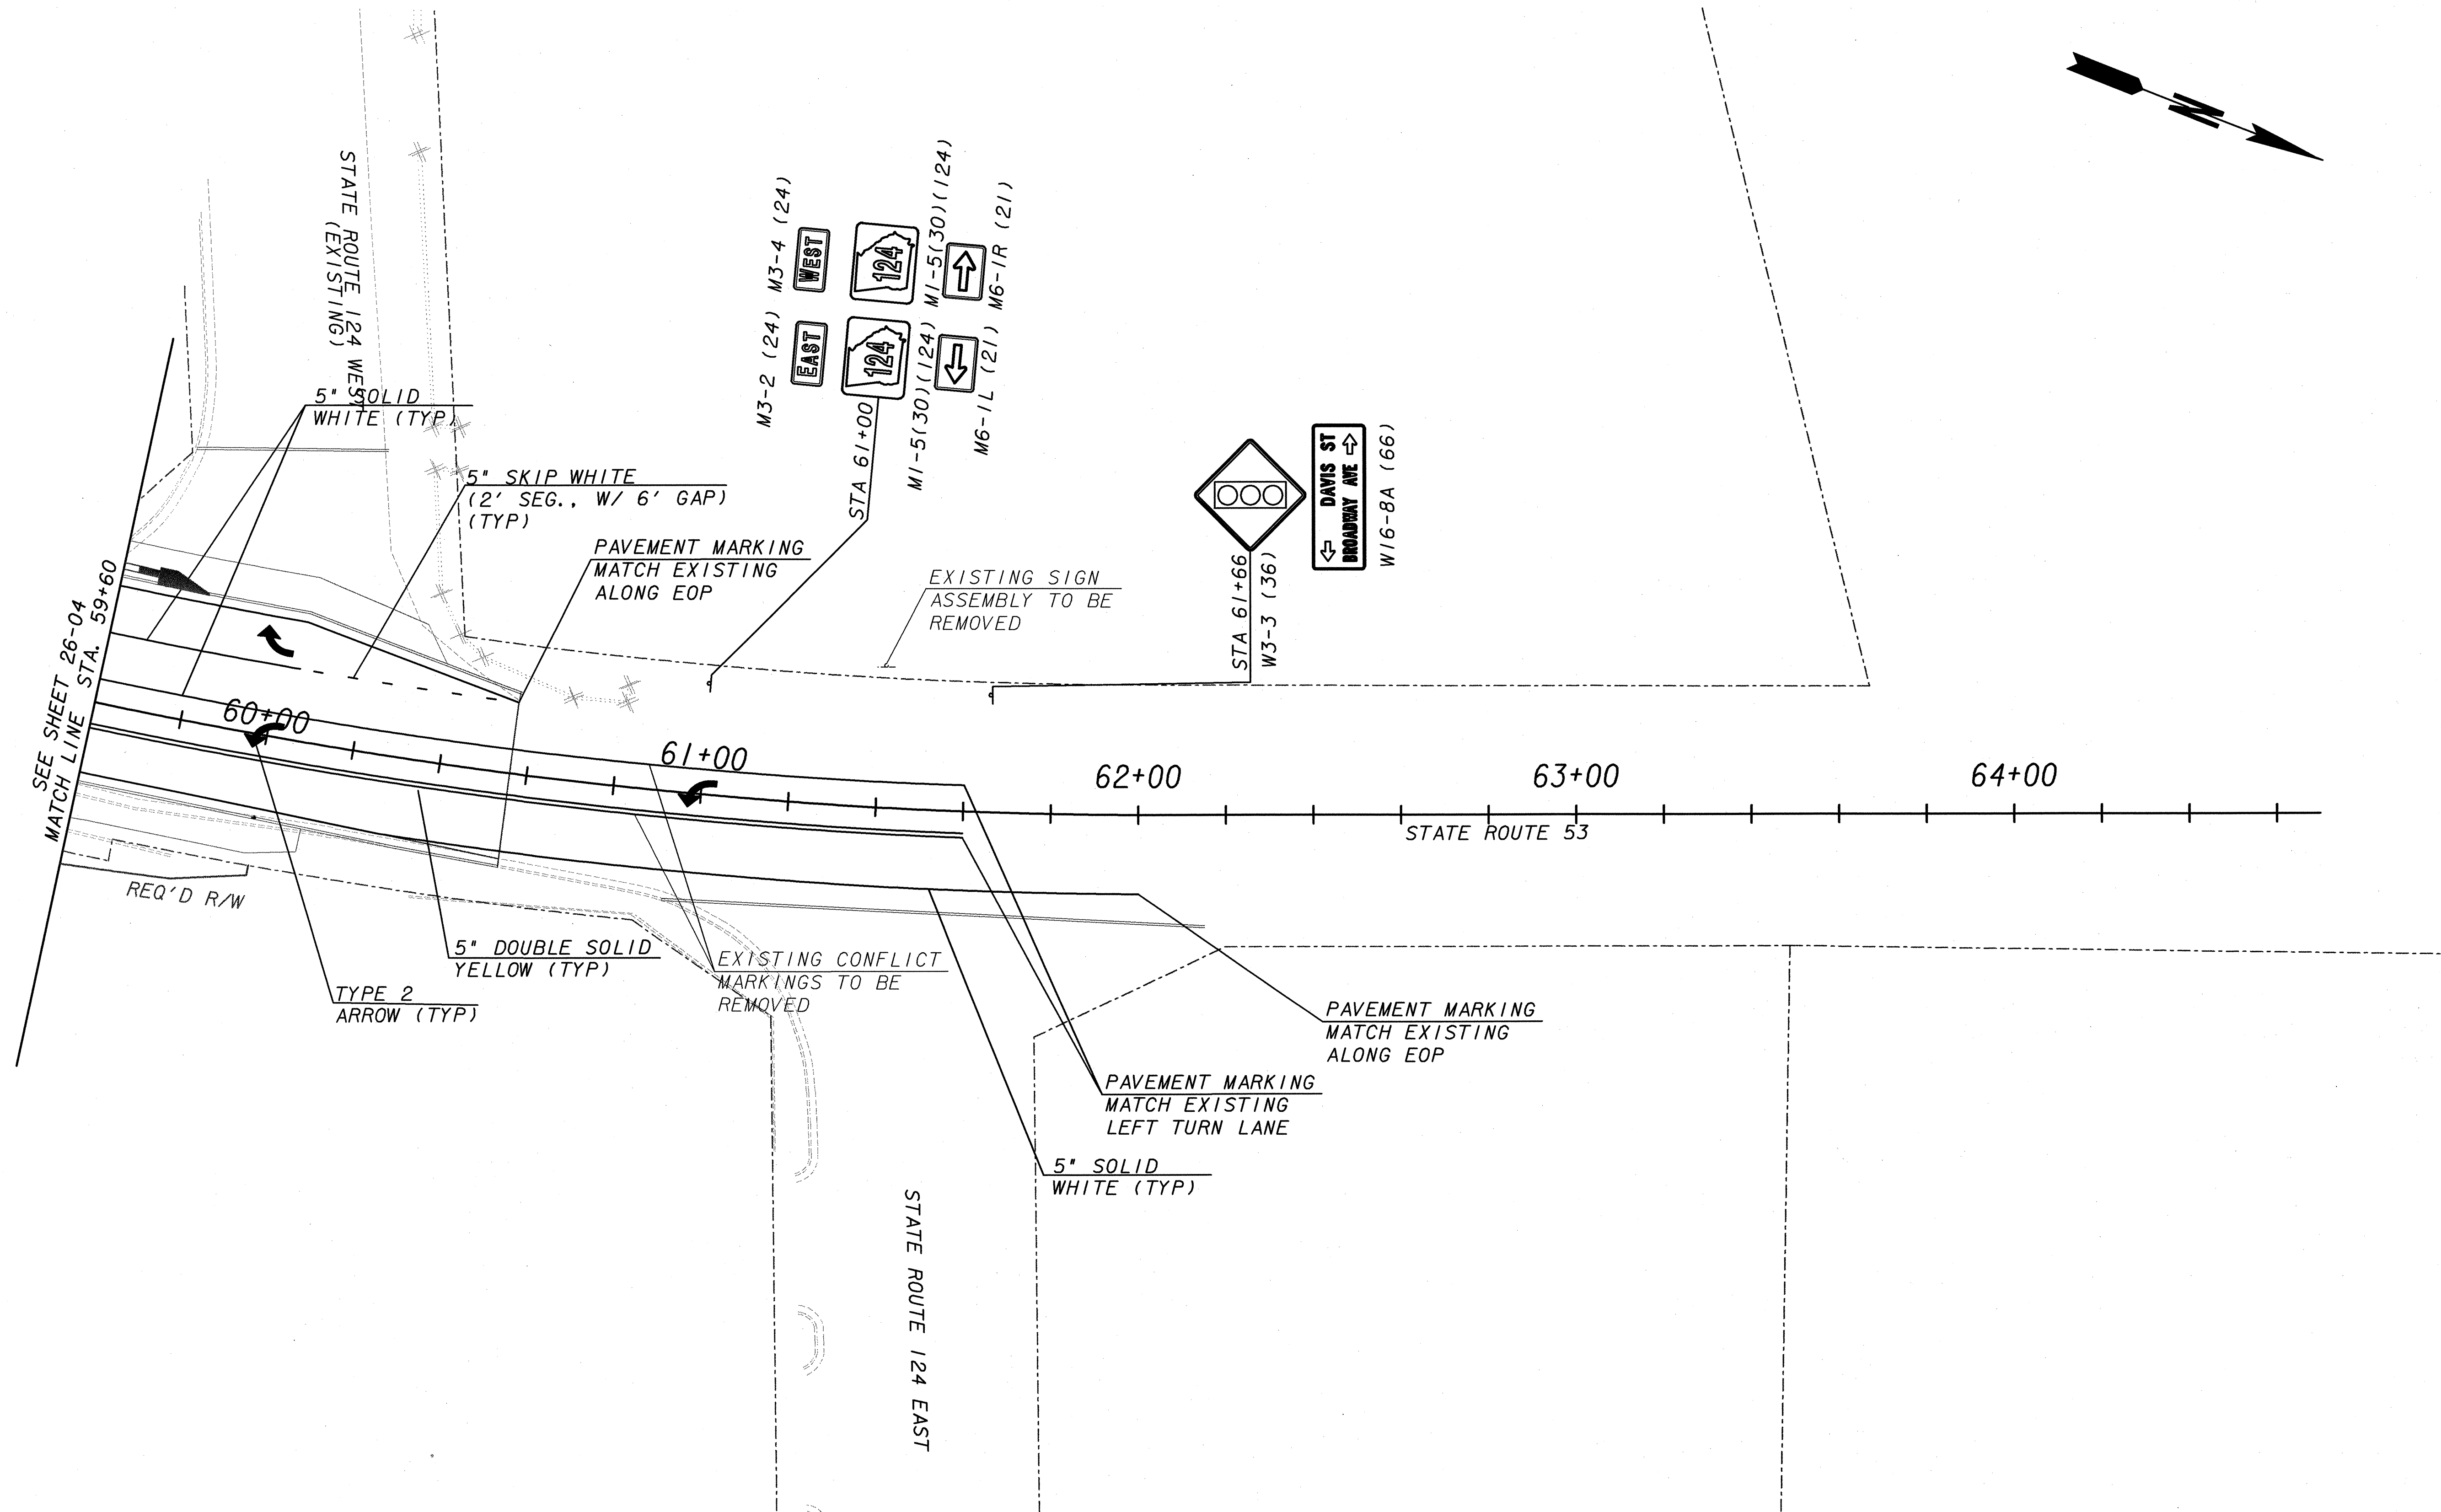 N
STATE ROUTE 124 WEST
(EXISTING)
M3-4 (24)
WEST
124
M1-5(30)(124)
M6-1R (21)
M3-2 (24)
EAST
124
M1-5(30)(124)
M6-1L (21)
STA 61+00
5" SOLID
WHITE (TYP)
5" SKIP WHITE
(2' SEG., W/ 6' GAP)
(TYP)
PAVEMENT MARKING
MATCH EXISTING
ALONG EOP
EXISTING SIGN
ASSEMBLY TO BE
REMOVED
STA 61+66
W3-3 (36)
DAVIS ST
BROADWAY AVE
W16-8A (66)
SEE SHEET 26-04
MATCH LINE STA. 59+60
60+00
61+00
62+00
63+00
64+00
STATE ROUTE 53
REQ'D R/W
5" DOUBLE SOLID
YELLOW (TYP)
TYPE 2
ARROW (TYP)
EXISTING CONFLICT
MARKINGS TO BE
REMOVED
PAVEMENT MARKING
MATCH EXISTING
ALONG EOP
PAVEMENT MARKING
MATCH EXISTING
LEFT TURN LANE
5" SOLID
WHITE (TYP)
STATE ROUTE 124 EAST